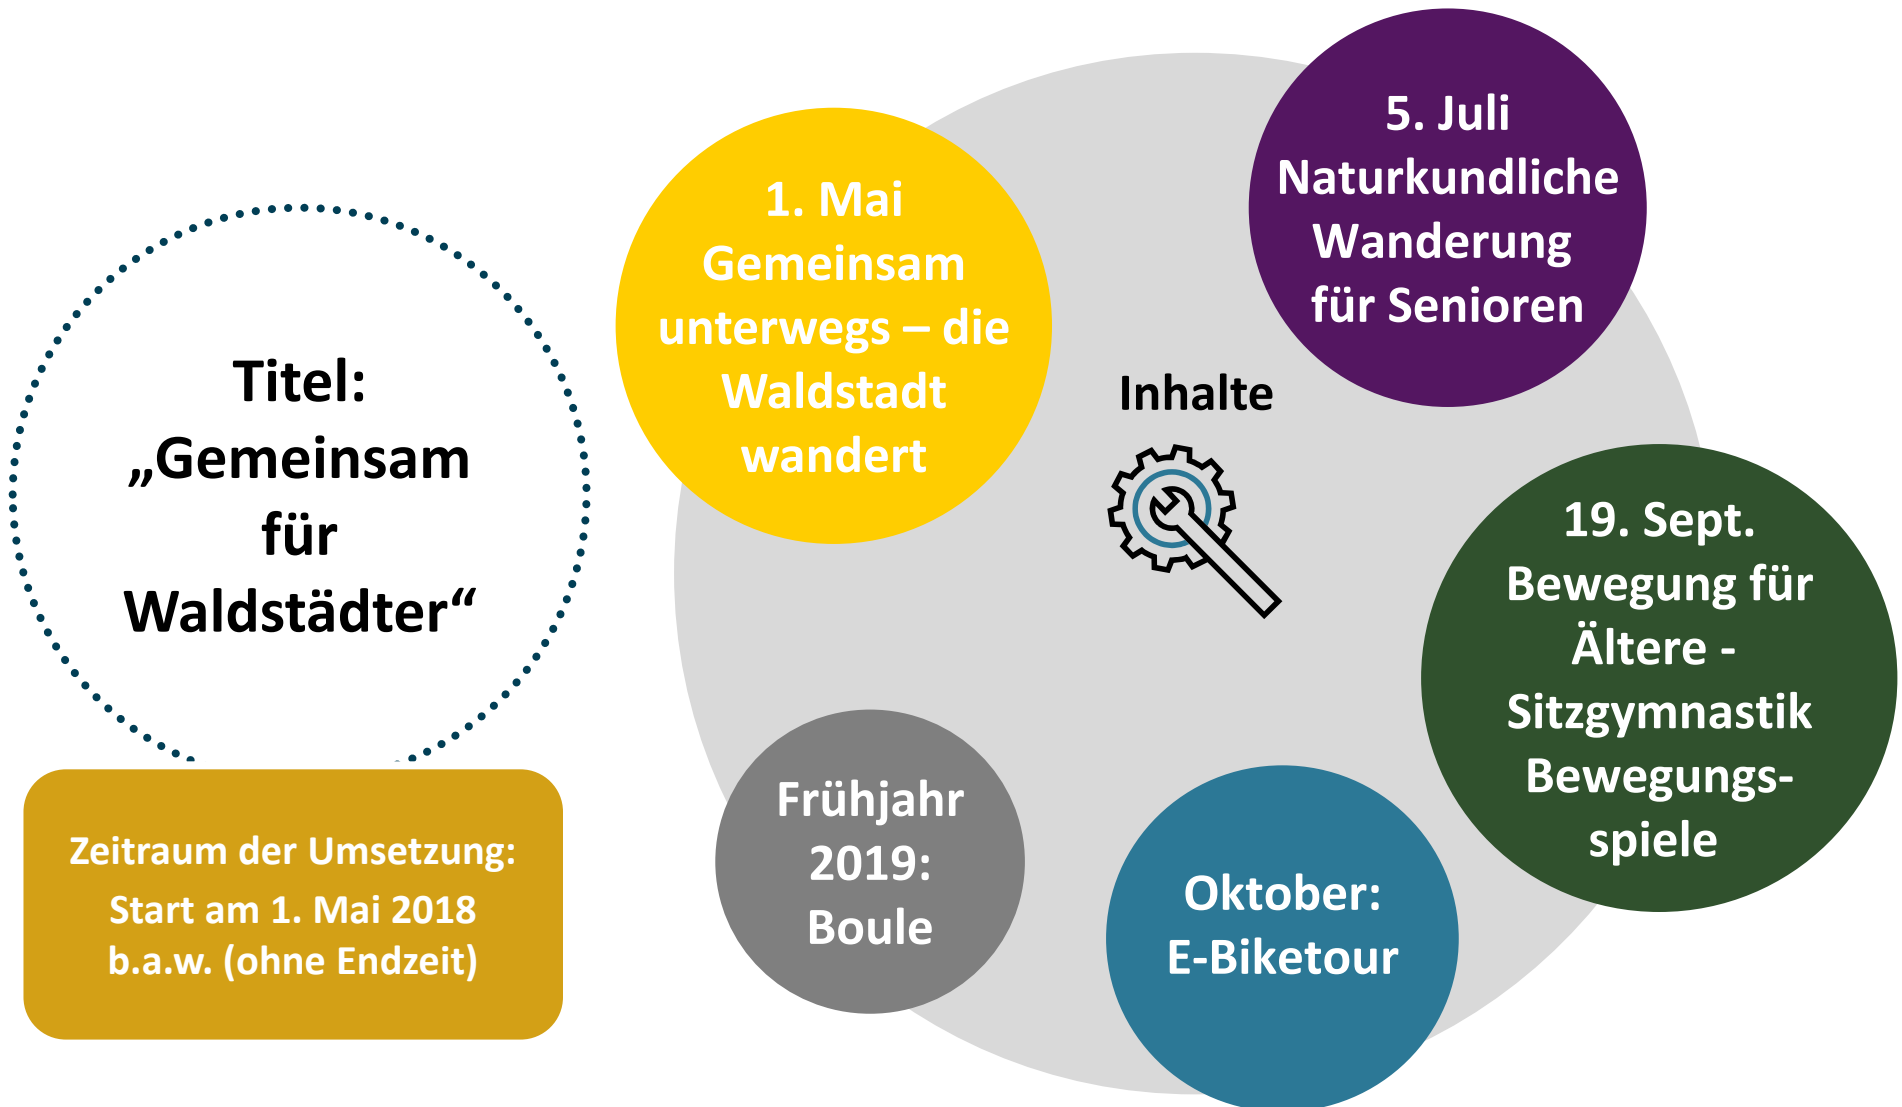 Titel:
„Gemeinsam
für
Waldstädter“
Zeitraum der Umsetzung:
Start am 1. Mai 2018
b.a.w. (ohne Endzeit)
Inhalte
1. Mai
Gemeinsam
unterwegs – die
Waldstadt
wandert
5. Juli
Naturkundliche
Wanderung
für Senioren
19. Sept.
Bewegung für
Ältere -
Sitzgymnastik
Bewegungs-
spiele
Oktober:
E-Biketour
Frühjahr
2019:
Boule